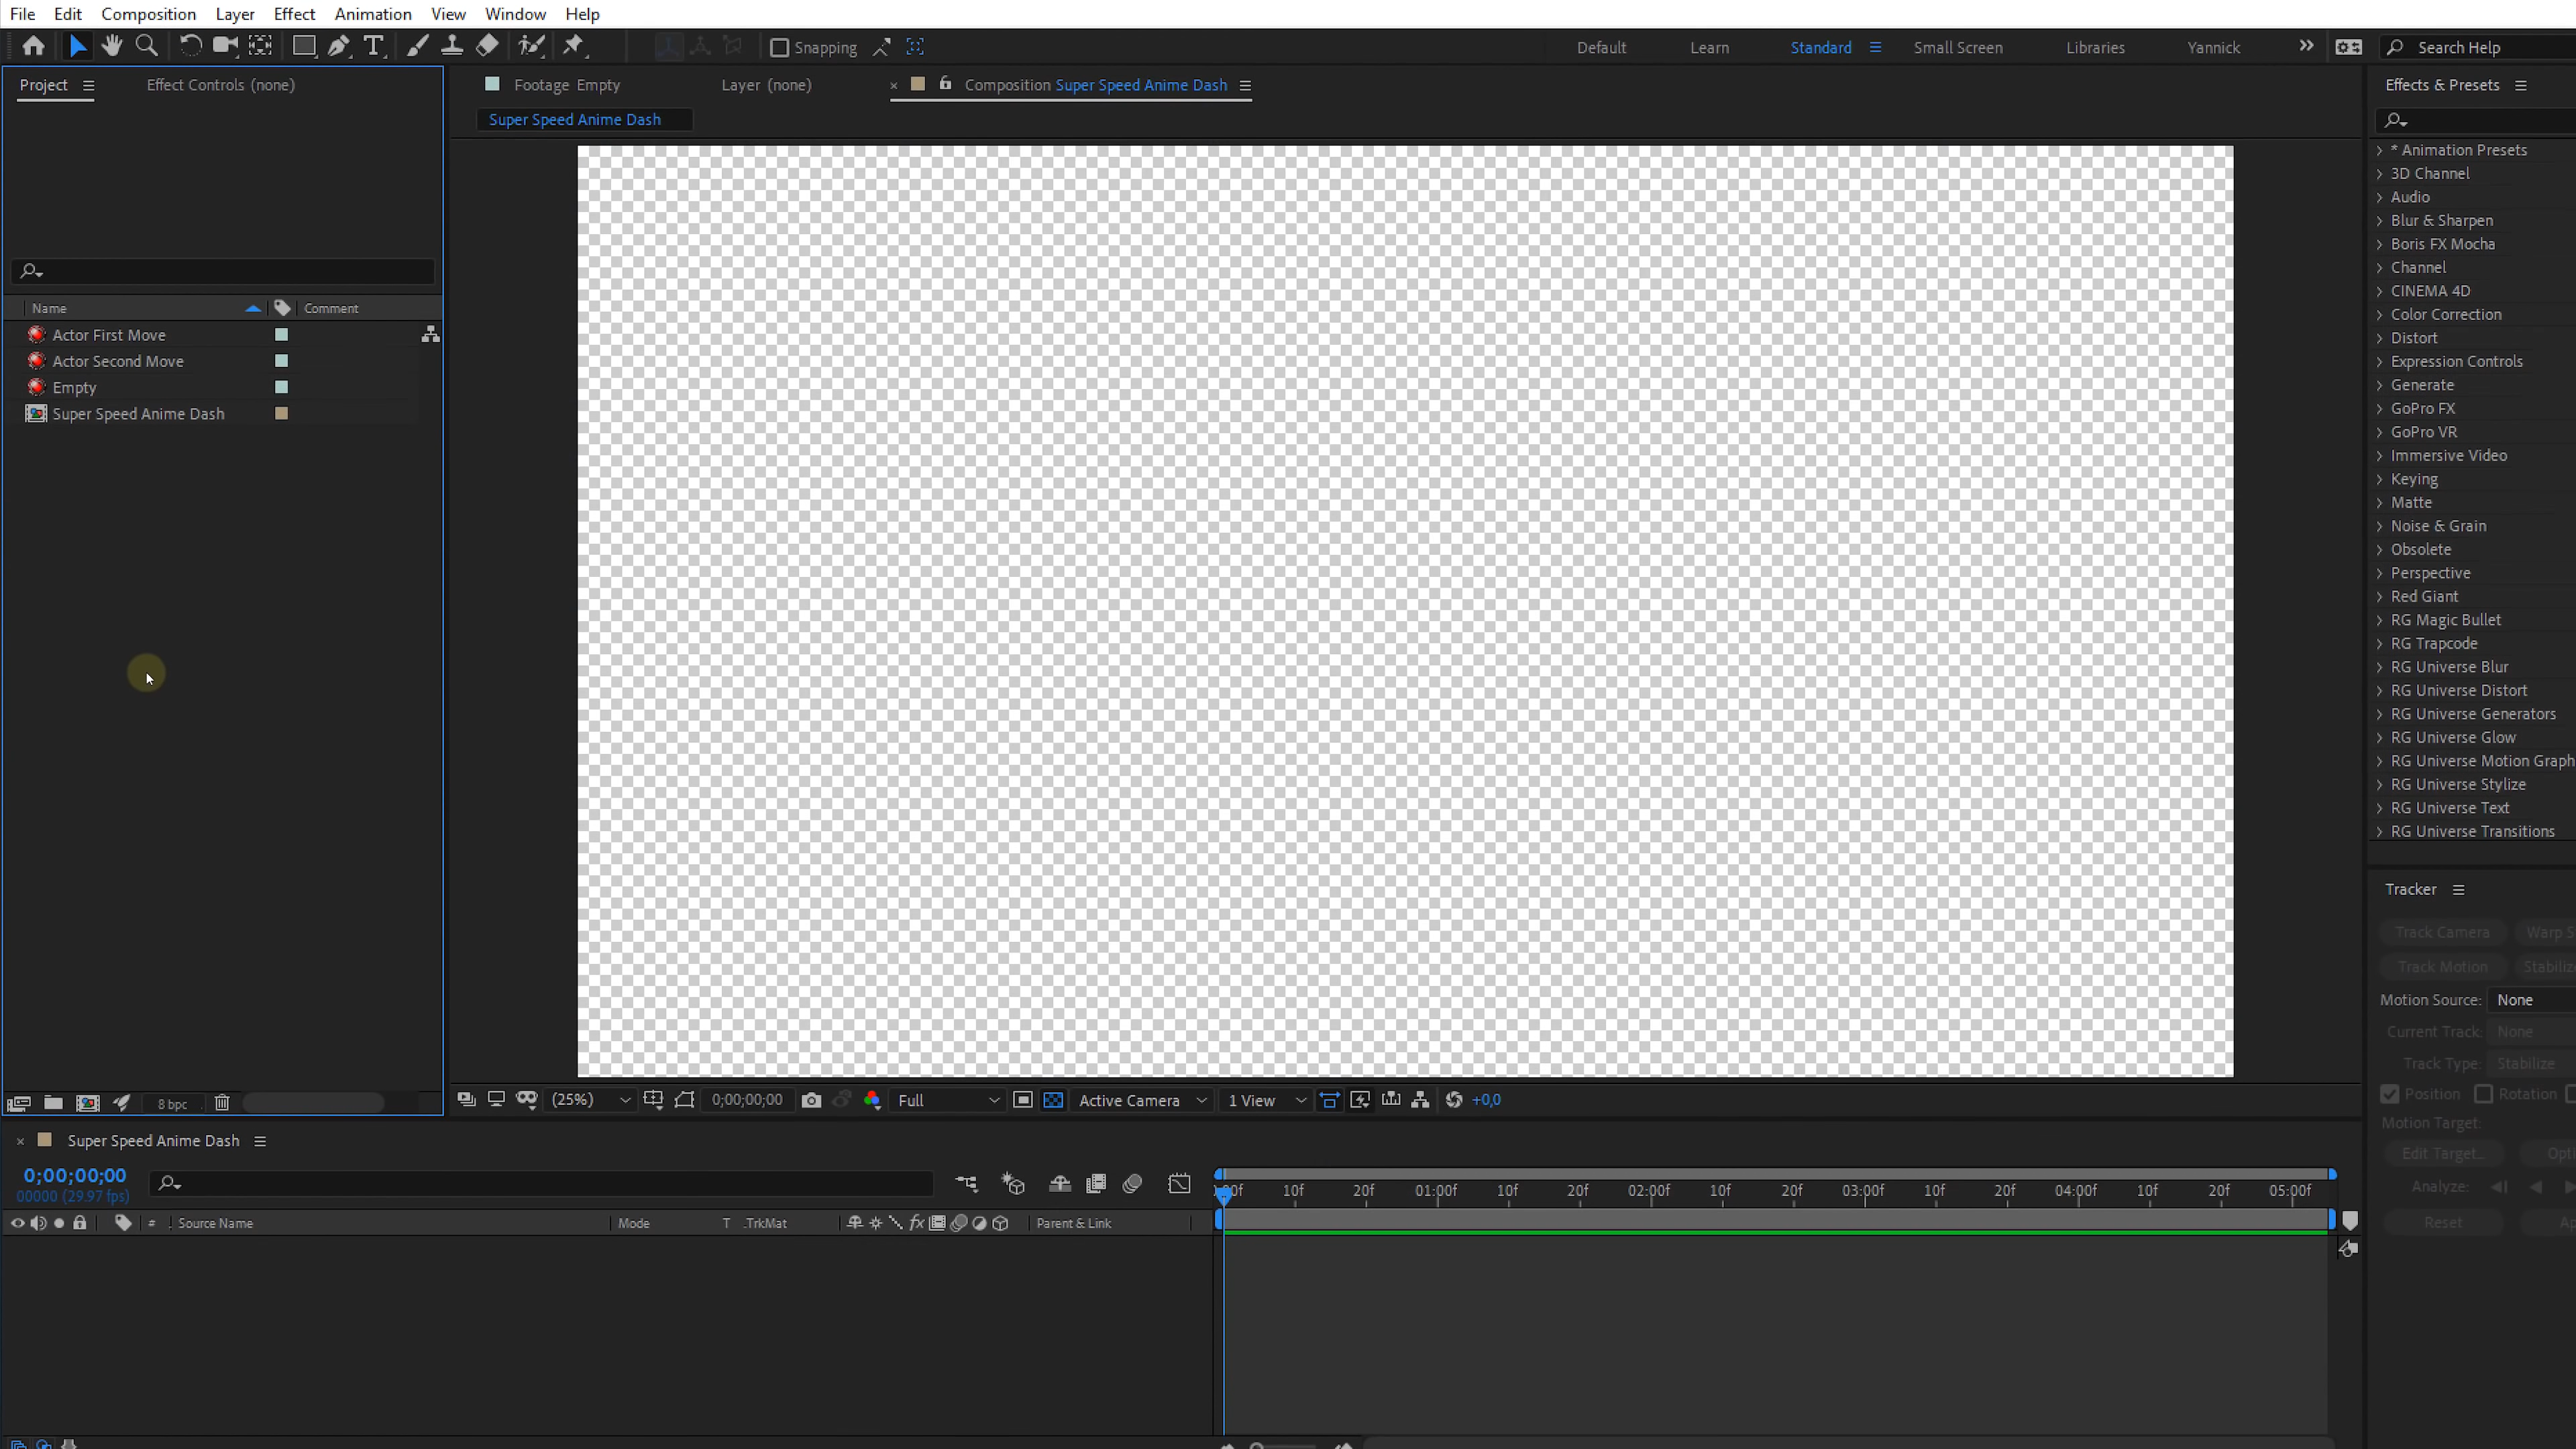 File Edit Composition Layer Effect Animation View Window Help
Snapping Default Learn Standard Small Screen Libraries Yannick Search Help
Project Effect Controls (none) Footage Empty Layer (none) Composition Super Speed Anime Dash Effects & Presets
Super Speed Anime Dash
* Animation Presets
3D Channel
Audio
Blur & Sharpen
Boris FX Mocha
Channel
CINEMA 4D
Color Correction
Distort
Expression Controls
Generate
GoPro FX
GoPro VR
Immersive Video
Keying
Matte
Noise & Grain
Obsolete
Perspective
Red Giant
RG Magic Bullet
RG Trapcode
RG Universe Blur
RG Universe Distort
RG Universe Generators
RG Universe Glow
RG Universe Motion Graph
RG Universe Stylize
RG Universe Text
RG Universe Transitions
Name Comment
Actor First Move
Actor Second Move
Empty
Super Speed Anime Dash
Tracker
Track Camera Warp S
Track Motion Stabiliz
Motion Source: None
Current Track: None
Track Type: Stabilize
Position Rotation
Motion Target:
Edit Target... Opti
Analyze:
Reset Ap
8 bpc (25%) 0;00;00;00 Full Active Camera 1 View +0,0
Super Speed Anime Dash
0;00;00;00
00000 (29.97 fps)
:00f 10f 20f 01:00f 10f 20f 02:00f 10f 20f 03:00f 10f 20f 04:00f 10f 20f 05:00f
# Source Name Mode T .TrkMat fx Parent & Link